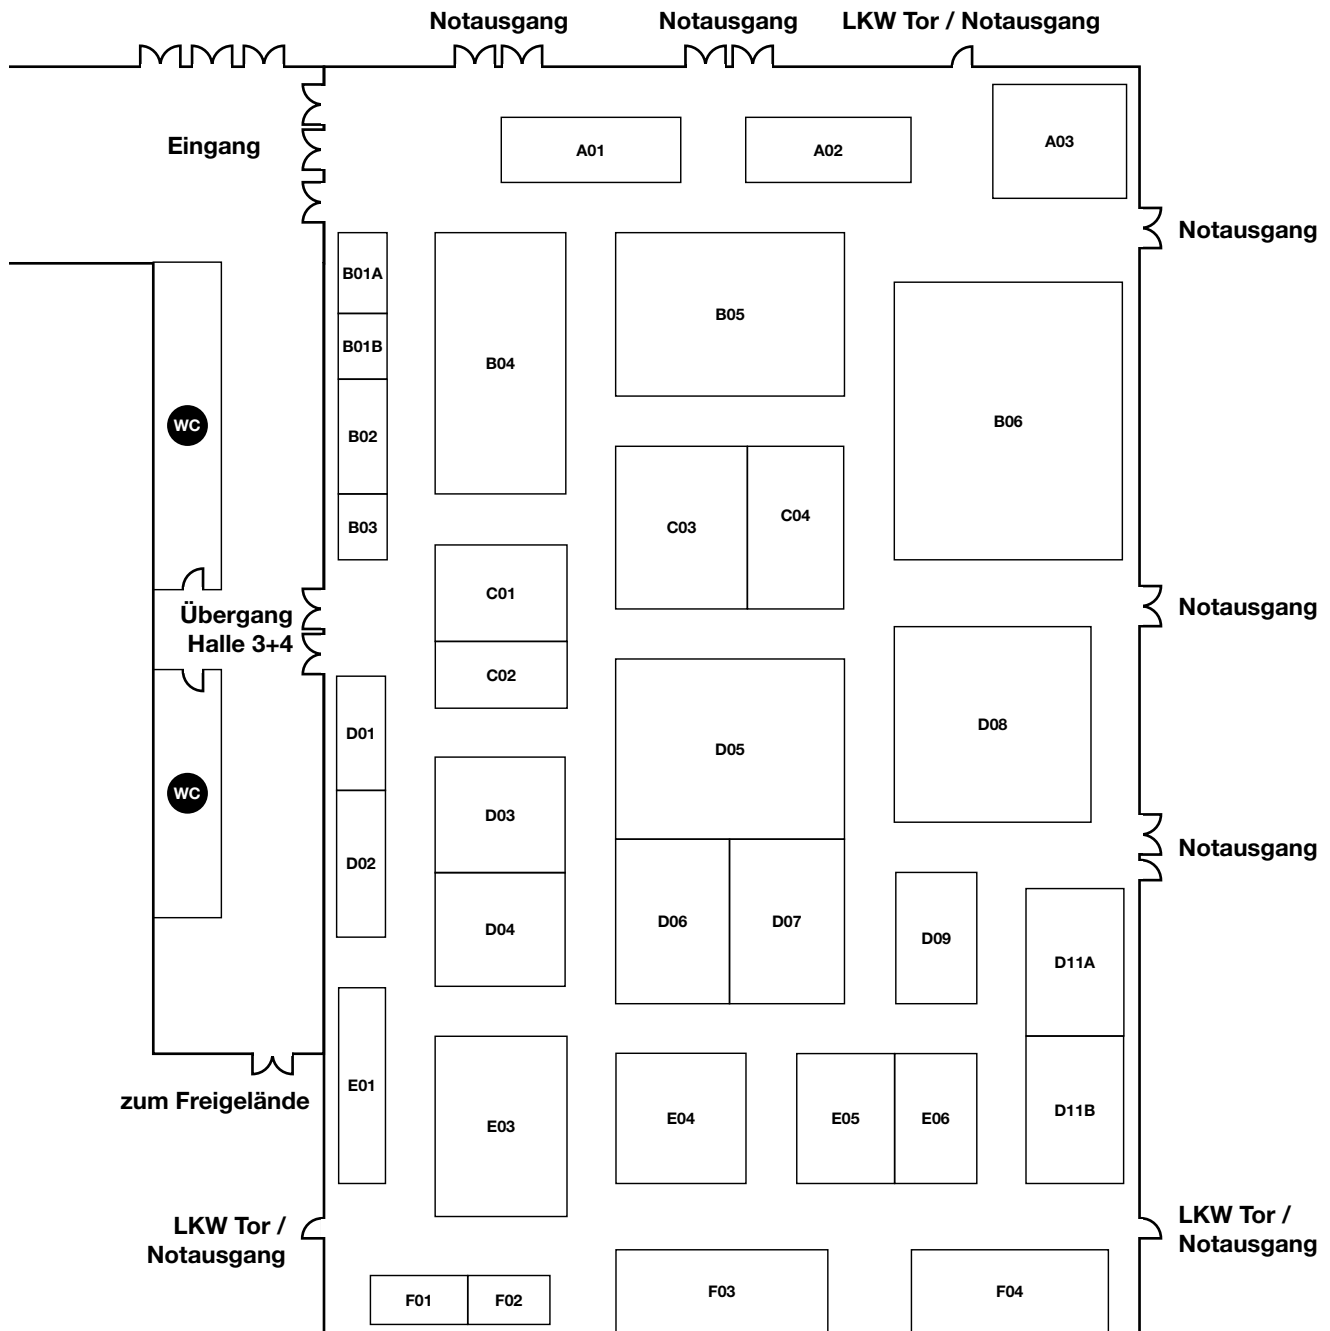 Notausgang
Notausgang
LKW Tor / Notausgang
Eingang
A01
A02
A03
Notausgang
B01A
B01B
B02
B03
B04
B05
B06
WC
C03
C04
C01
C02
Übergang
Halle 3+4
Notausgang
D01
D02
WC
D03
D04
D05
D06
D07
D08
Notausgang
D09
D11A
D11B
zum Freigelände
E01
E03
E04
E05
E06
LKW Tor /
Notausgang
LKW Tor /
Notausgang
F01
F02
F03
F04